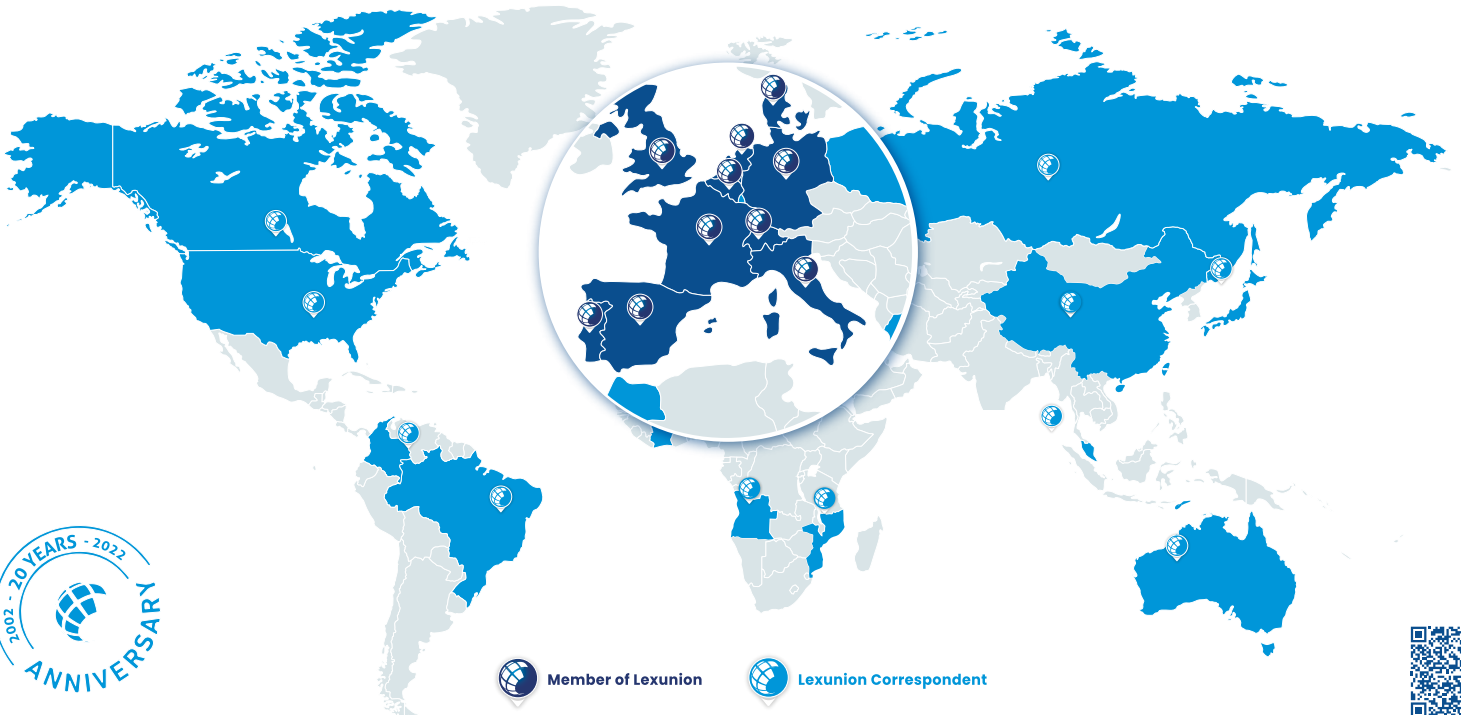 2002 - 20 YEARS - 2022
ANNIVERSARY
Member of Lexunion
Lexunion Correspondent